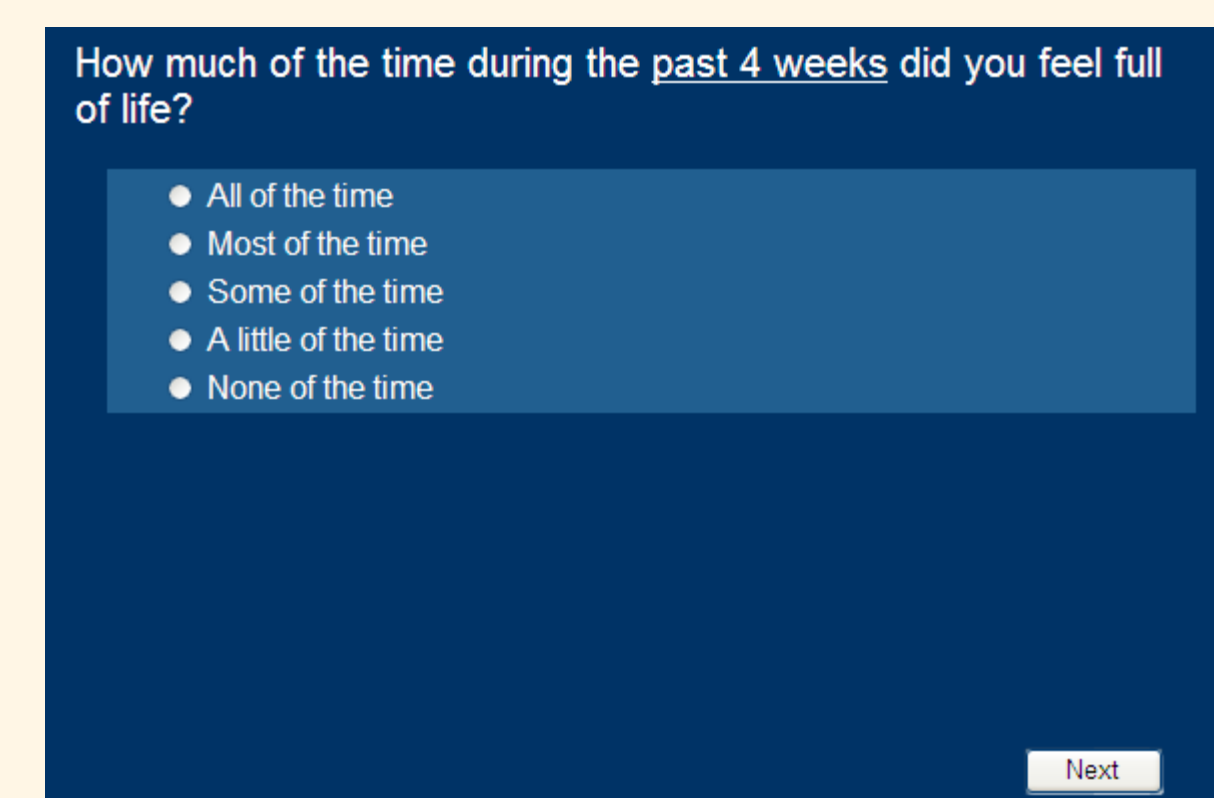 How much of the time during the past 4 weeks did you feel full
of life?
All of the time
Most of the time
Some of the time
A little of the time
None of the time
Next